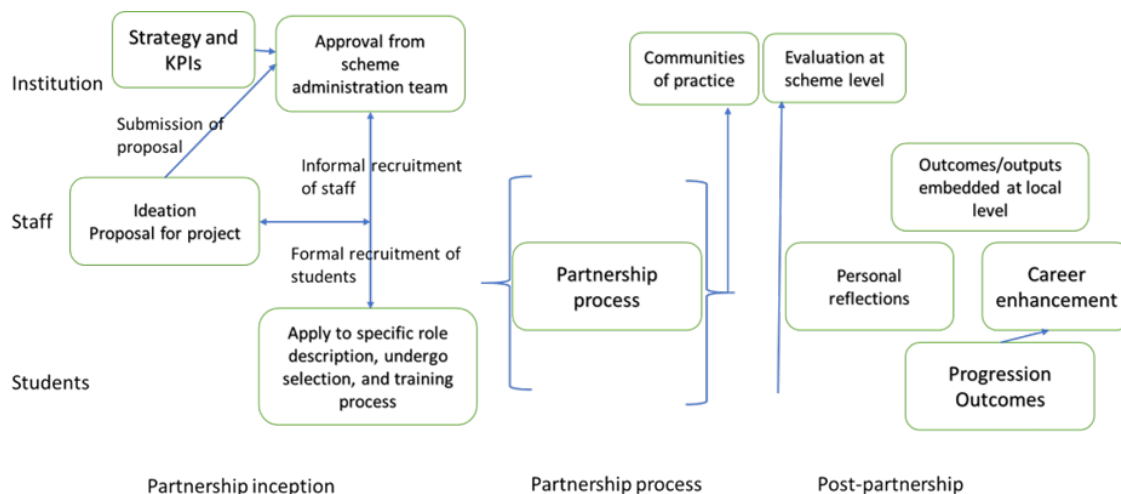 Strategy and
KPIs
Approval from
scheme
administration team
Communities
of practice
Evaluation at
scheme level
Institution
Submission of
proposal
Informal recruitment
of staff
Outcomes/outputs
embedded at local
level
Staff
Ideation
Proposal for project
Formal recruitment of
students
Partnership
process
Personal
reflections
Career
enhancement
Apply to specific role
description, undergo
selection, and training
process
Students
Progression
Outcomes
Partnership inception
Partnership process
Post-partnership